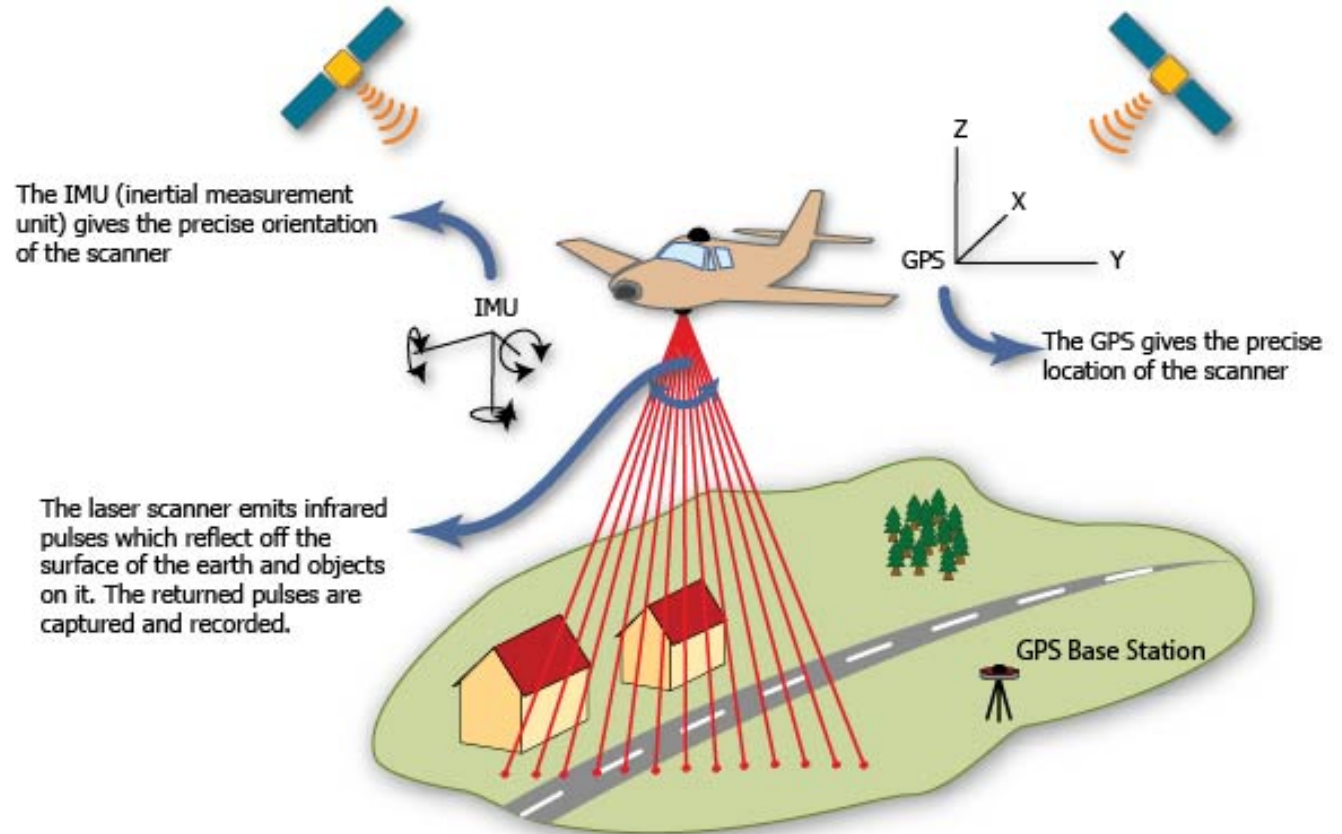 Z
The IMU (inertial measurement
unit) gives the precise orientation
of the scanner
X
GPS
Y
IMU
The GPS gives the precise
location of the scanner
The laser scanner emits infrared
pulses which reflect off the
surface of the earth and objects
on it. The returned pulses are
captured and recorded.
GPS Base Station